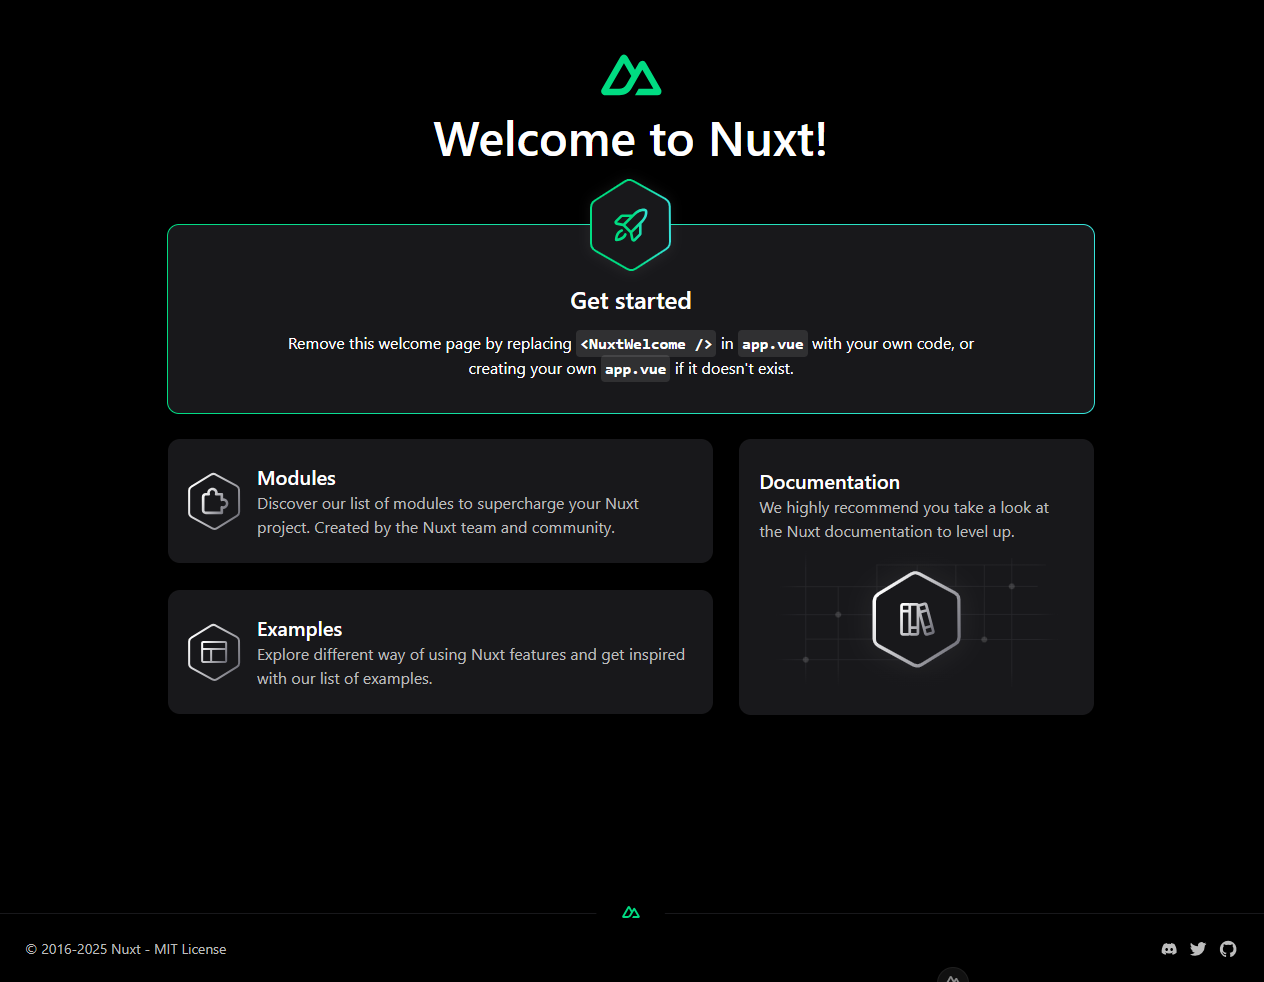 Welcome to Nuxt!
Get started
Remove this welcome page by replacing <NuxtWelcome /> in app.vue with your own code, or
creating your own app.vue if it doesn't exist.
Modules
Discover our list of modules to supercharge your Nuxt
project. Created by the Nuxt team and community.
Documentation
We highly recommend you take a look at
the Nuxt documentation to level up.
Examples
Explore different way of using Nuxt features and get inspired
with our list of examples.
© 2016-2025 Nuxt - MIT License